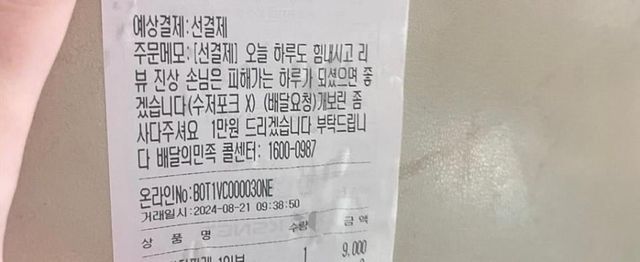 예상결제:선결제
주문메모:[선결제] 오늘 하루도 힘내시고 리
뷰 진상 손님은 피해가는 하루가 되셨으면 좋
겠습니다(수저포크 X) (배달요청)개보린 좀
사다주셔요 1만원 드리겠습니다 부탁드립니
다 배달의민족 콜센터: 1600-0987
온라인No:B0T1VC000030NE
거래일시:2024-08-21 09:38:50
상 품 명 수량 금 액
1 9,000